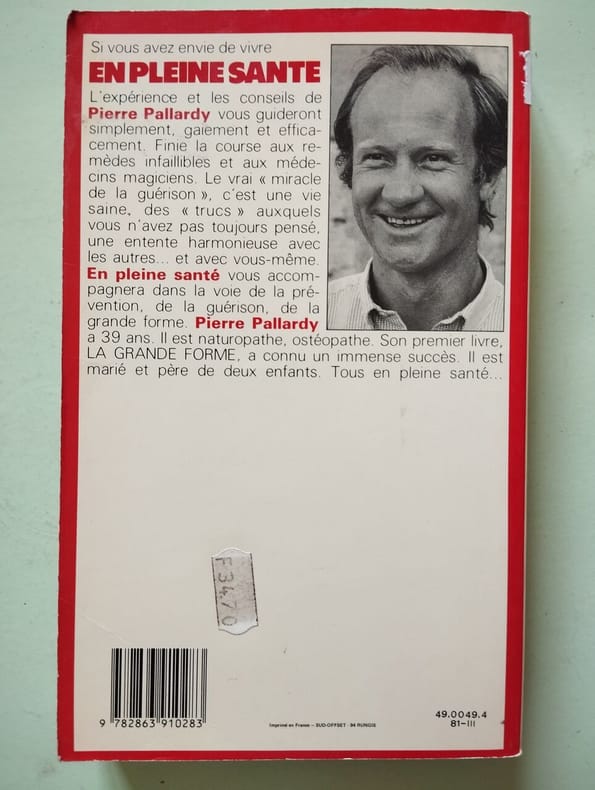 Si vous avez envie de vivre
EN PLEINE SANTE
L'expérience et les conseils de
Pierre Pallardy vous guideront
simplement, gaiement et effica-
cement. Finie la course aux re-
mèdes infaillibles et aux méde-
cins magiciens. Le vrai « miracle
de la guérison », c'est une vie
saine, des « trucs » auxquels
vous n'avez pas toujours pensé,
une entente harmonieuse avec
les autres... et avec vous-même.
En pleine santé vous accom-
pagnera dans la voie de la pré-
vention, de la guérison, de la
grande forme. Pierre Pallardy
a 39 ans. Il est naturopathe, ostéopathe. Son premier livre,
LA GRANDE FORME, a connu un immense succès. Il est
marié et père de deux enfants. Tous en pleine santé...
F34,70
9 782863 910283
Imprimé en France – SUD-OFFSET - 94 RUNGIS
49.0049.4
81-III